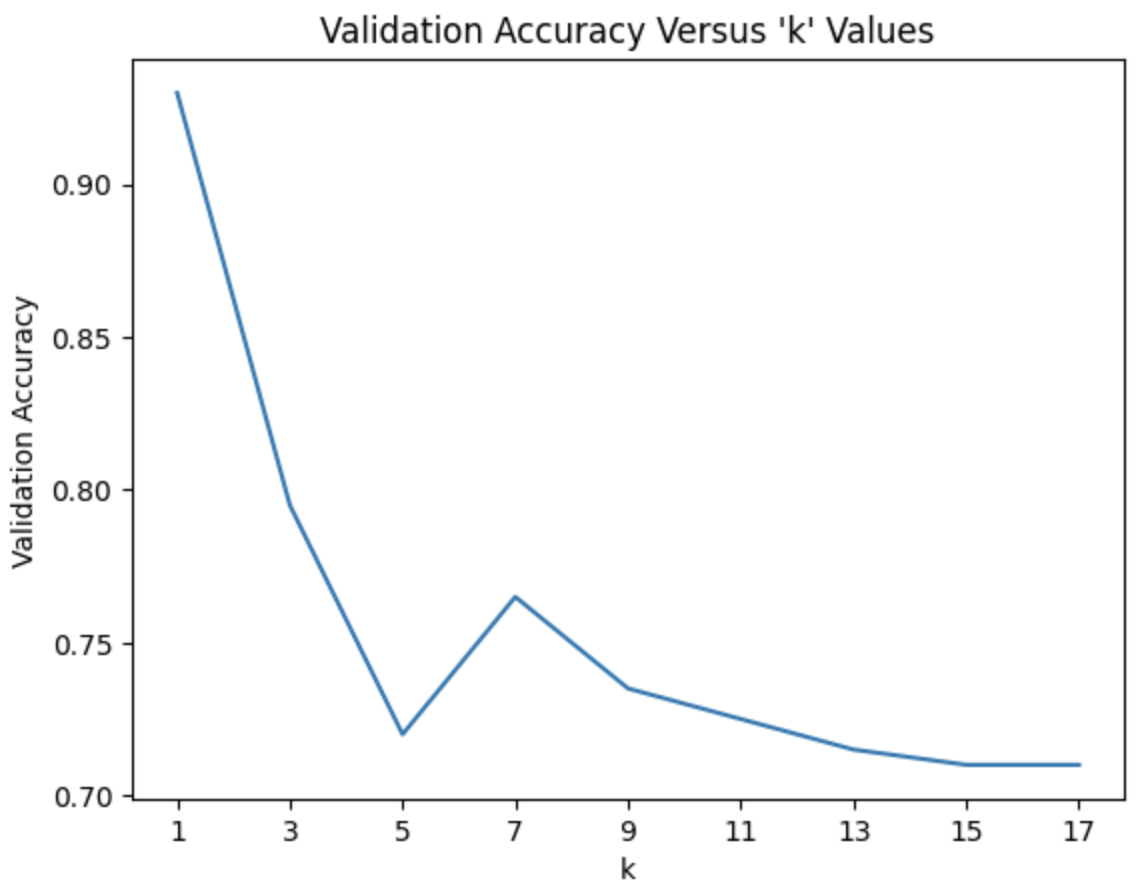 Validation Accuracy Versus 'k' Values
Validation Accuracy
0.90
0.85
0.80
0.75
0.70
1 3 5 7 9 11 13 15 17
k